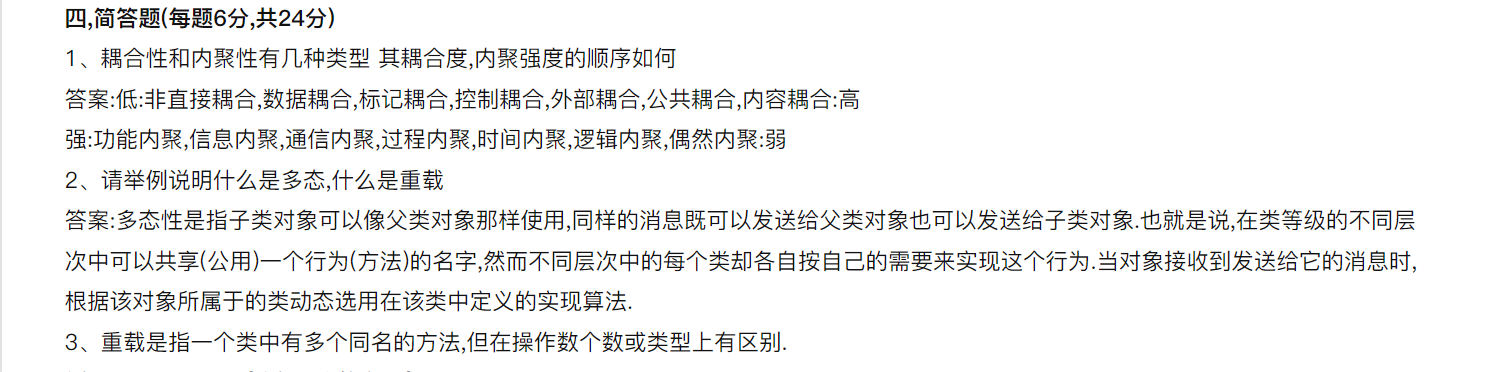 四,简答题(每题6分,共24分)
1、耦合性和内聚性有几种类型 其耦合度,内聚强度的顺序如何
答案:低:非直接耦合,数据耦合,标记耦合,控制耦合,外部耦合,公共耦合,内容耦合:高
强:功能内聚,信息内聚,通信内聚,过程内聚,时间内聚,逻辑内聚,偶然内聚:弱
2、请举例说明什么是多态,什么是重载
答案:多态性是指子类对象可以像父类对象那样使用,同样的消息既可以发送给父类对象也可以发送给子类对象.也就是说,在类等级的不同层
次中可以共享(公用)一个行为(方法)的名字,然而不同层次中的每个类却各自按自己的需要来实现这个行为.当对象接收到发送给它的消息时,
根据该对象所属于的类动态选用在该类中定义的实现算法.
3、重载是指一个类中有多个同名的方法,但在操作数个数或类型上有区别.